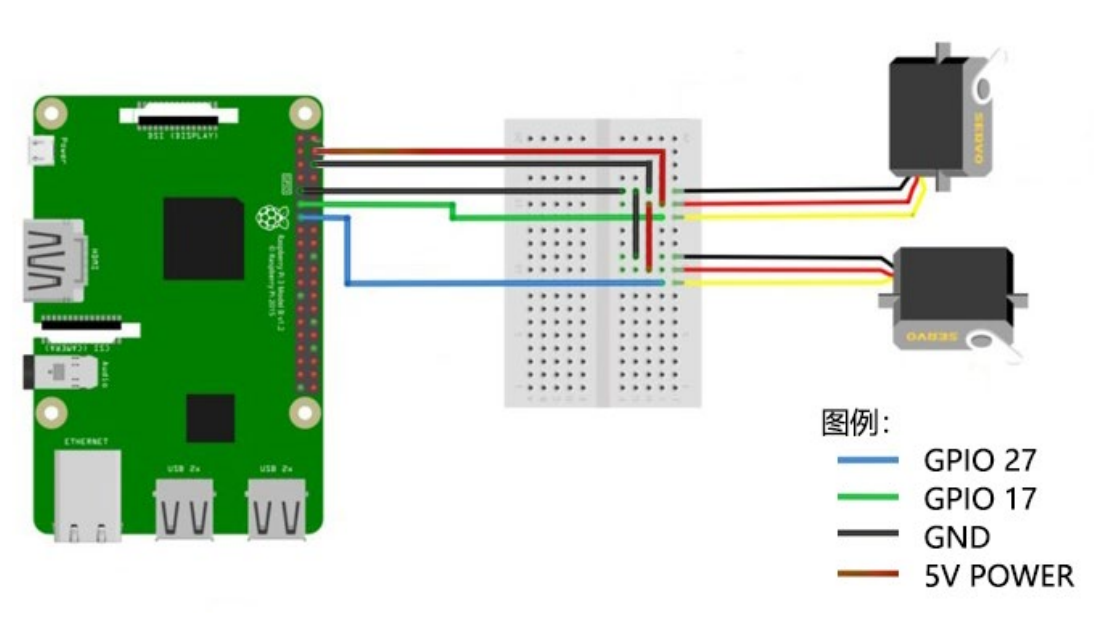 DSI (DISPLAY)
Power
GPIO
HDMI
Raspberry Pi 3 Model B v1.2
© Raspberry Pi 2015
CSI (CAMERA)
Audio
ETHERNET
USB 2x
USB 2x
SERVO
SERVO
图例:
GPIO 27
GPIO 17
GND
5V POWER